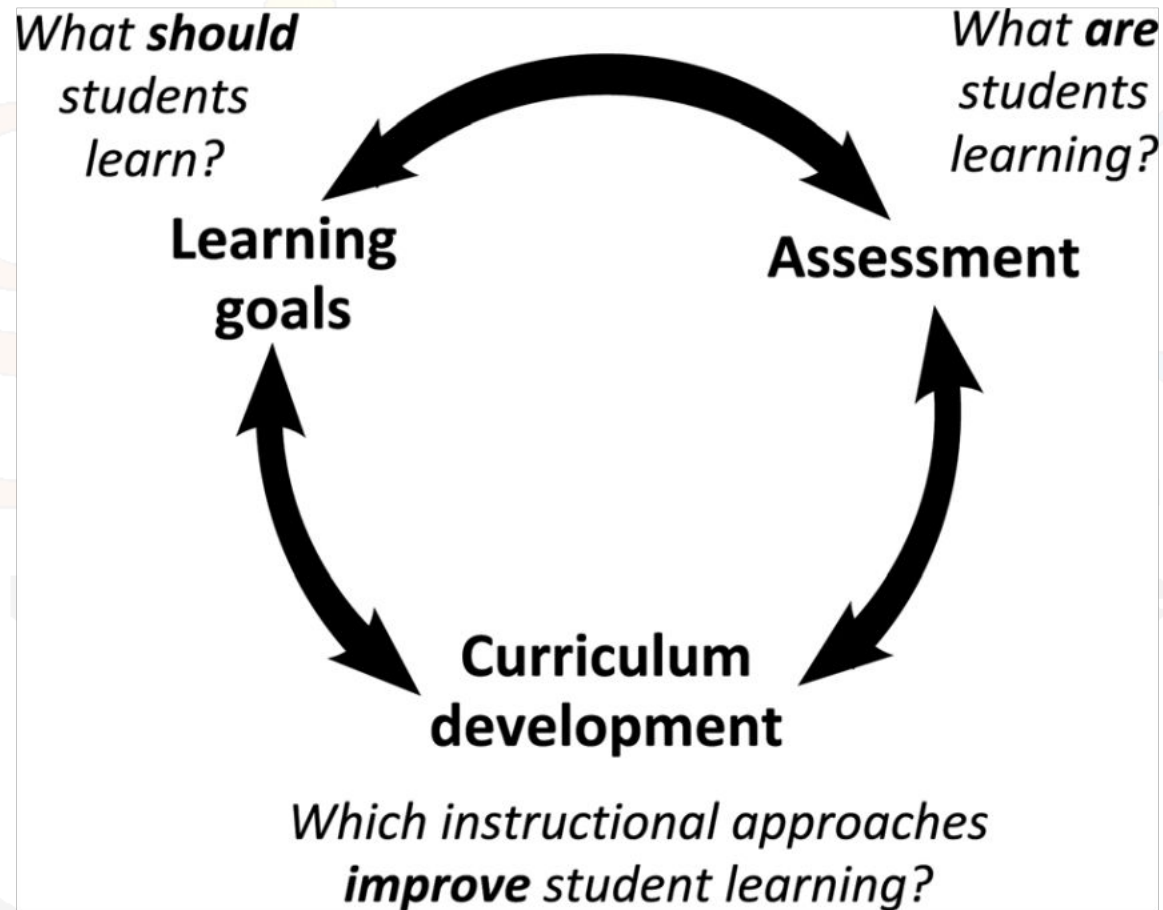 What should
students
learn?
What are
students
learning?
Learning
goals
Assessment
Curriculum
development
Which instructional approaches
improve student learning?